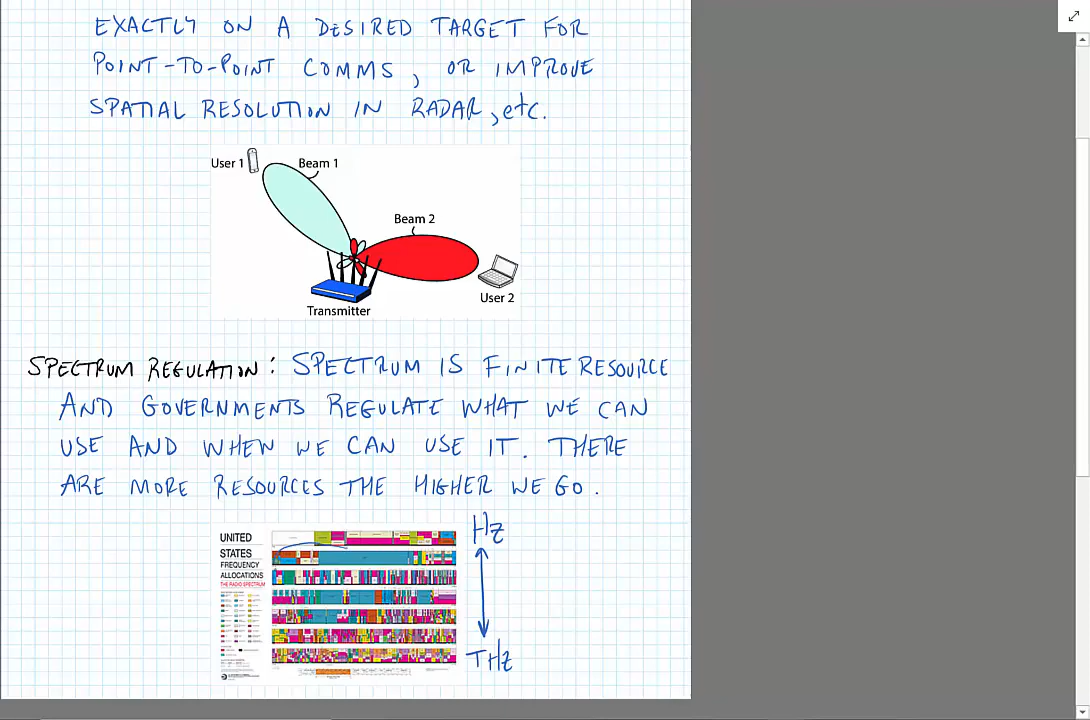 EXACTLY ON A DESIRED TARGET FOR
POINT-TO-POINT COMMS, OR IMPROVE
SPATIAL RESOLUTION IN RADAR, etc.
User 1
Beam 1
Beam 2
User 2
Transmitter
SPECTRUM REGULATION: SPECTRUM IS FINITE RESOURCE
AND GOVERNMENTS REGULATE WHAT WE CAN
USE AND WHEN WE CAN USE IT. THERE
ARE MORE RESOURCES THE HIGHER WE GO.
UNITED
STATES
FREQUENCY
ALLOCATIONS
THE RADIO SPECTRUM
Hz
THz